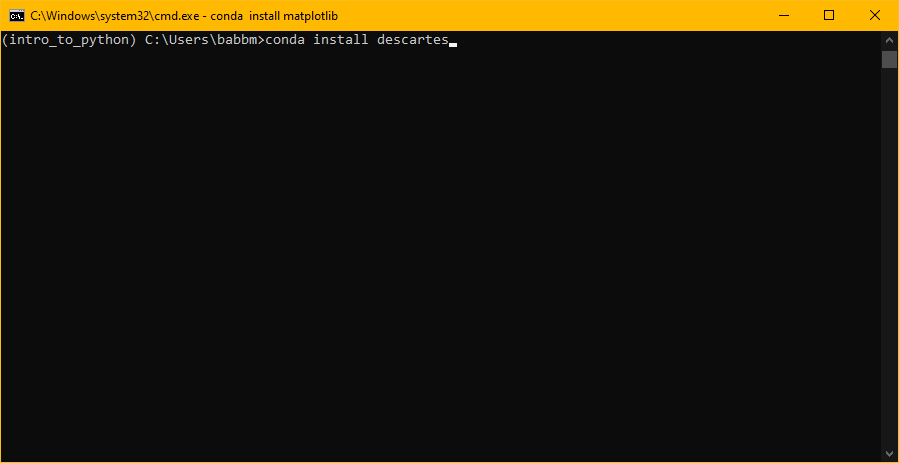 C:\Windows\system32\cmd.exe - conda  install matplotlib
(intro_to_python) C:\Users\babbm>conda install descartes